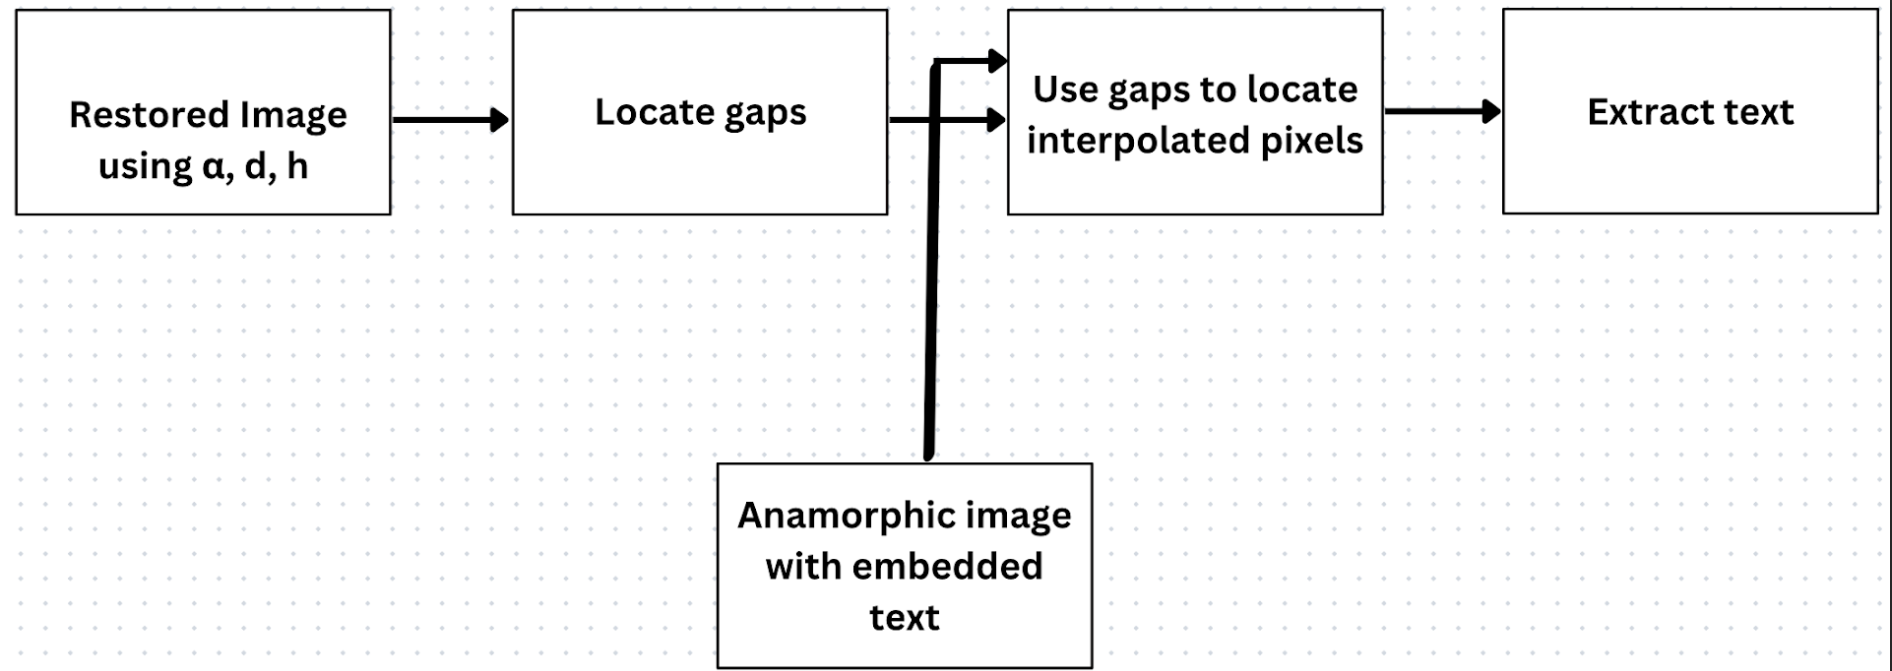 Restored Image
using α, d, h
Locate gaps
Use gaps to locate
interpolated pixels
Extract text
Anamorphic image
with embedded
text